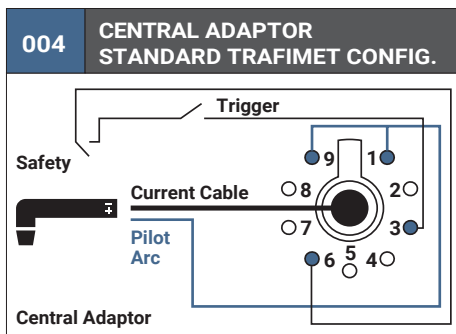 004
CENTRAL ADAPTOR
STANDARD TRAFIMET CONFIG.
Trigger
Safety
9 1
8 2
Current Cable
7 3
Pilot
Arc
6 5 4
Central Adaptor